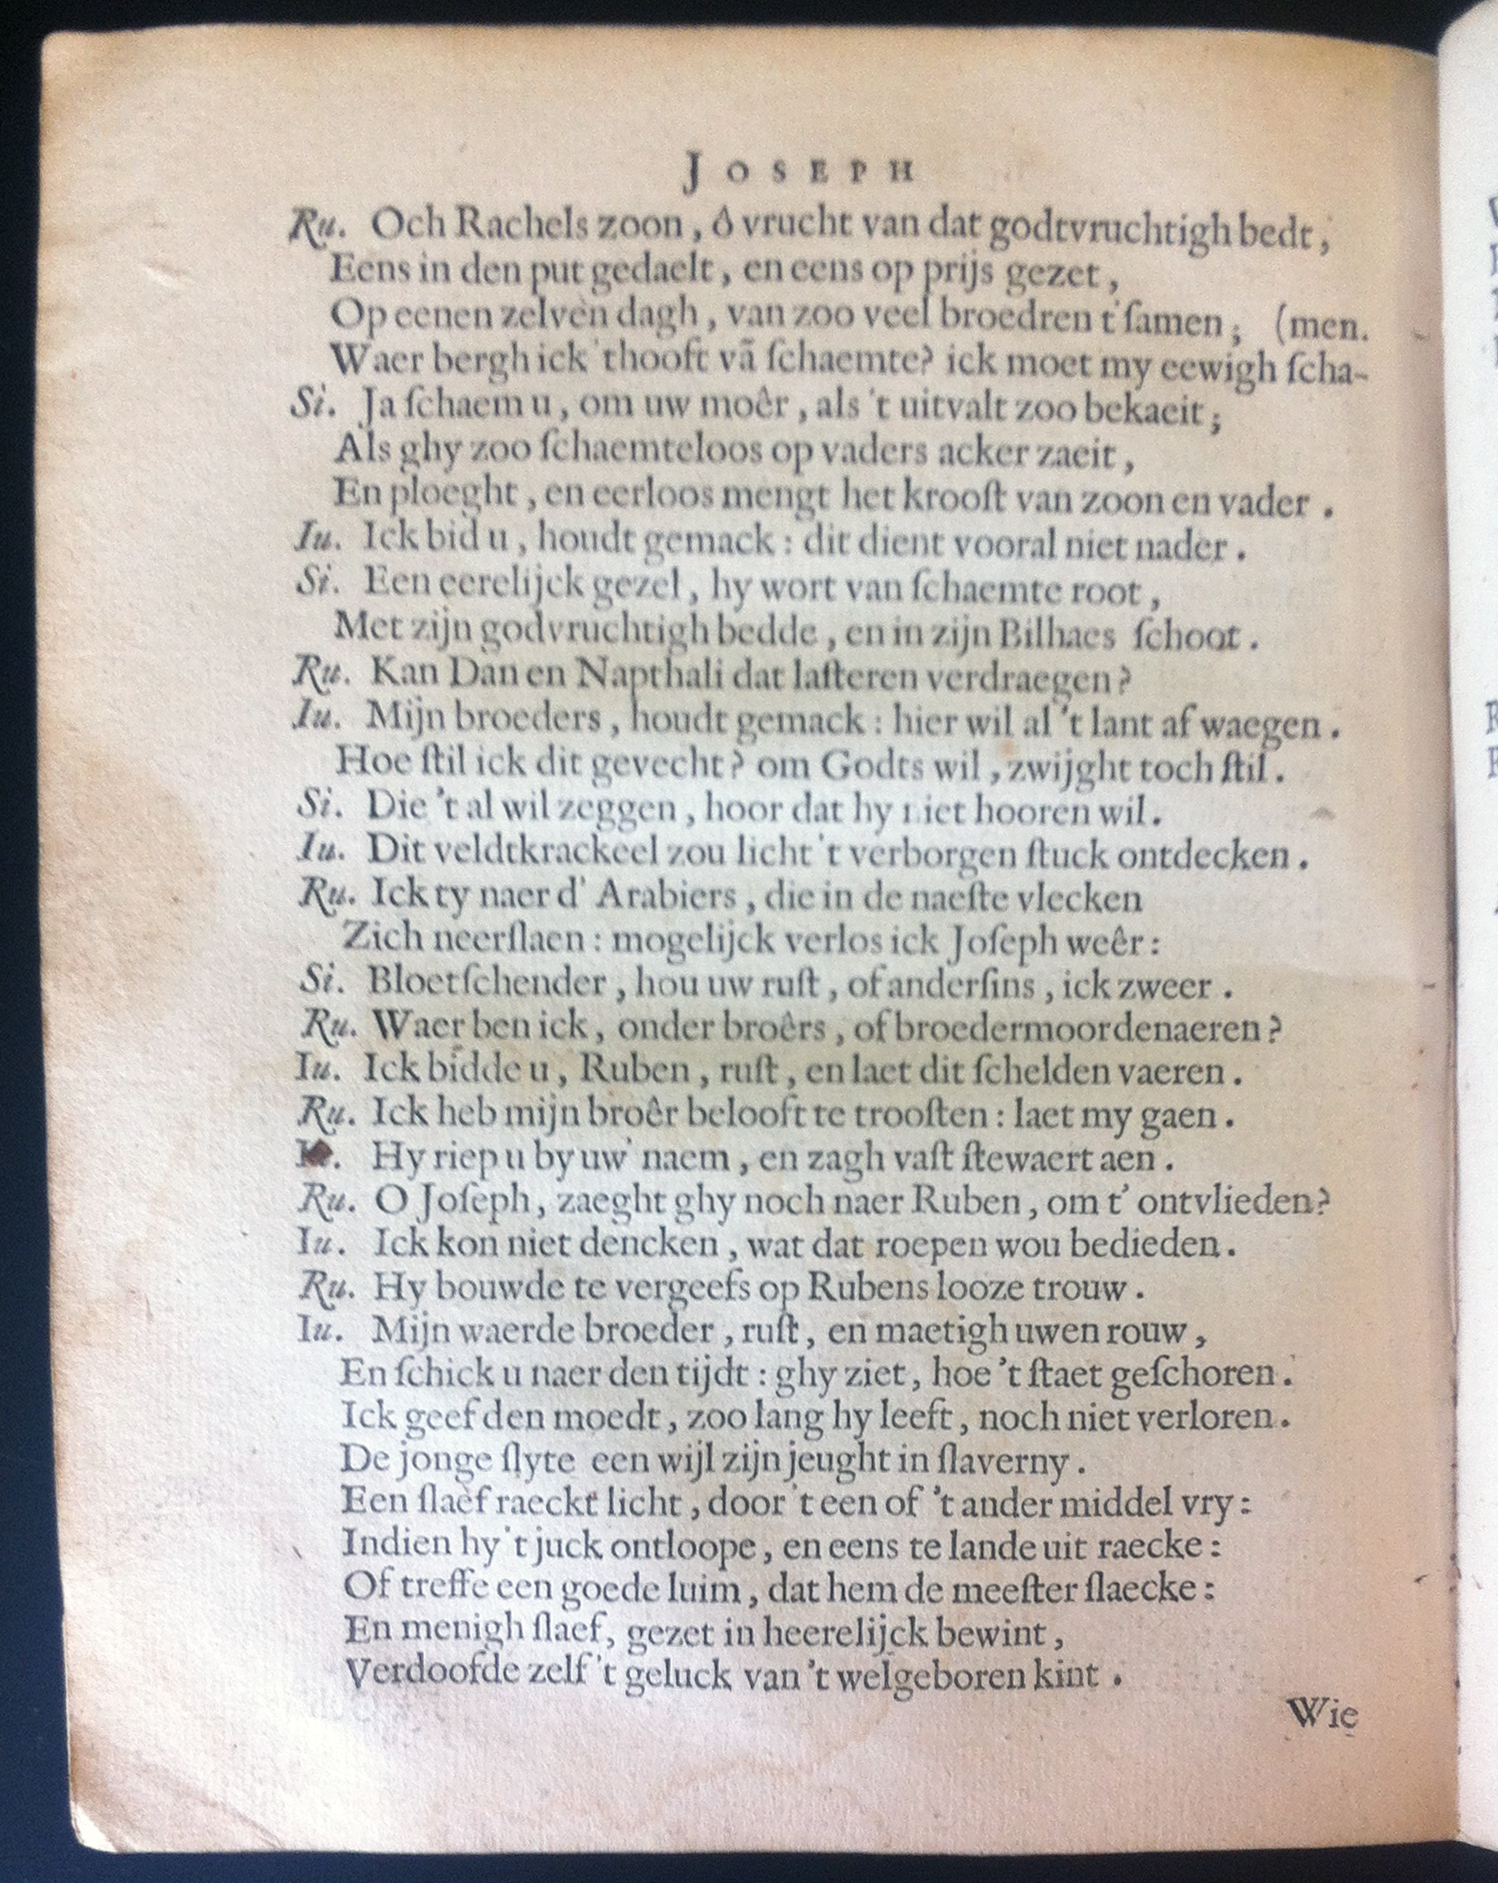 JOSEPH
Ru. Och Rachels zoon, ô vrucht van dat godtvruchtigh bedt,
Eens in den put gedaelt, en eens op prijs gezet,
Op eenen zelven dagh, van zoo veel broedren t'ſamen; (men.
Waer bergh ick 'thooft vã ſchaemte? ick moet my eewigh ſcha-
Si. Ja ſchaem u, om uw moêr, als 't uitvalt zoo bekaeit;
Als ghy zoo ſchaemteloos op vaders acker zaeit,
En ploeght, en eerloos mengt het krooſt van zoon en vader.
Iu. Ick bid u, houdt gemack: dit dient vooral niet nader.
Si. Een eerelijck gezel, hy wort van ſchaemte root,
Met zijn godvruchtigh bedde, en in zijn Bilhaes ſchoot.
Ru. Kan Dan en Napthali dat laſteren verdraegen?
Iu. Mijn broeders, houdt gemack: hier wil al 't lant af waegen.
Hoe ſtil ick dit gevecht? om Godts wil, zwijght toch ſtil.
Si. Die 't al wil zeggen, hoor dat hy niet hooren wil.
Iu. Dit veldtkrackeel zou licht 't verborgen ſtuck ontdecken.
Ru. Ick ty naer d' Arabiers, die in de naeſte vlecken
Zich neerſlaen: mogelijck verlos ick Joſeph weêr:
Si. Bloetſchender, hou uw ruſt, of anderſins, ick zweer.
Ru. Waer ben ick, onder broêrs, of broedermoordenaeren?
Iu. Ick bidde u, Ruben, ruſt, en laet dit ſchelden vaeren.
Ru. Ick heb mijn broêr belooft te trooſten: laet my gaen.
Hy riep u by uw' naem, en zagh vaſt ſtewaert aen.
Ru. O Joſeph, zaeght ghy noch naer Ruben, om t' ontvlieden?
Iu. Ick kon niet dencken, wat dat roepen wou bedieden.
Ru. Hy bouwde te vergeefs op Rubens looze trouw.
Iu. Mijn waerde broeder, ruſt, en maetigh uwen rouw,
En ſchick u naer den tijdt: ghy ziet, hoe 't ſtaet geſchoren.
Ick geef den moedt, zoo lang hy leeft, noch niet verloren.
De jonge ſlyte een wijl zijn jeught in ſlaverny.
Een ſlaef raeckt licht, door 't een of 't ander middel vry:
Indien hy 't juck ontloope, en eens te lande uit raecke:
Of treffe een goede luim, dat hem de meeſter ſlaecke:
En menigh ſlaef, gezet in heerelijck bewint,
Verdoofde zelf 't geluck van 't welgeboren kint.
Wie